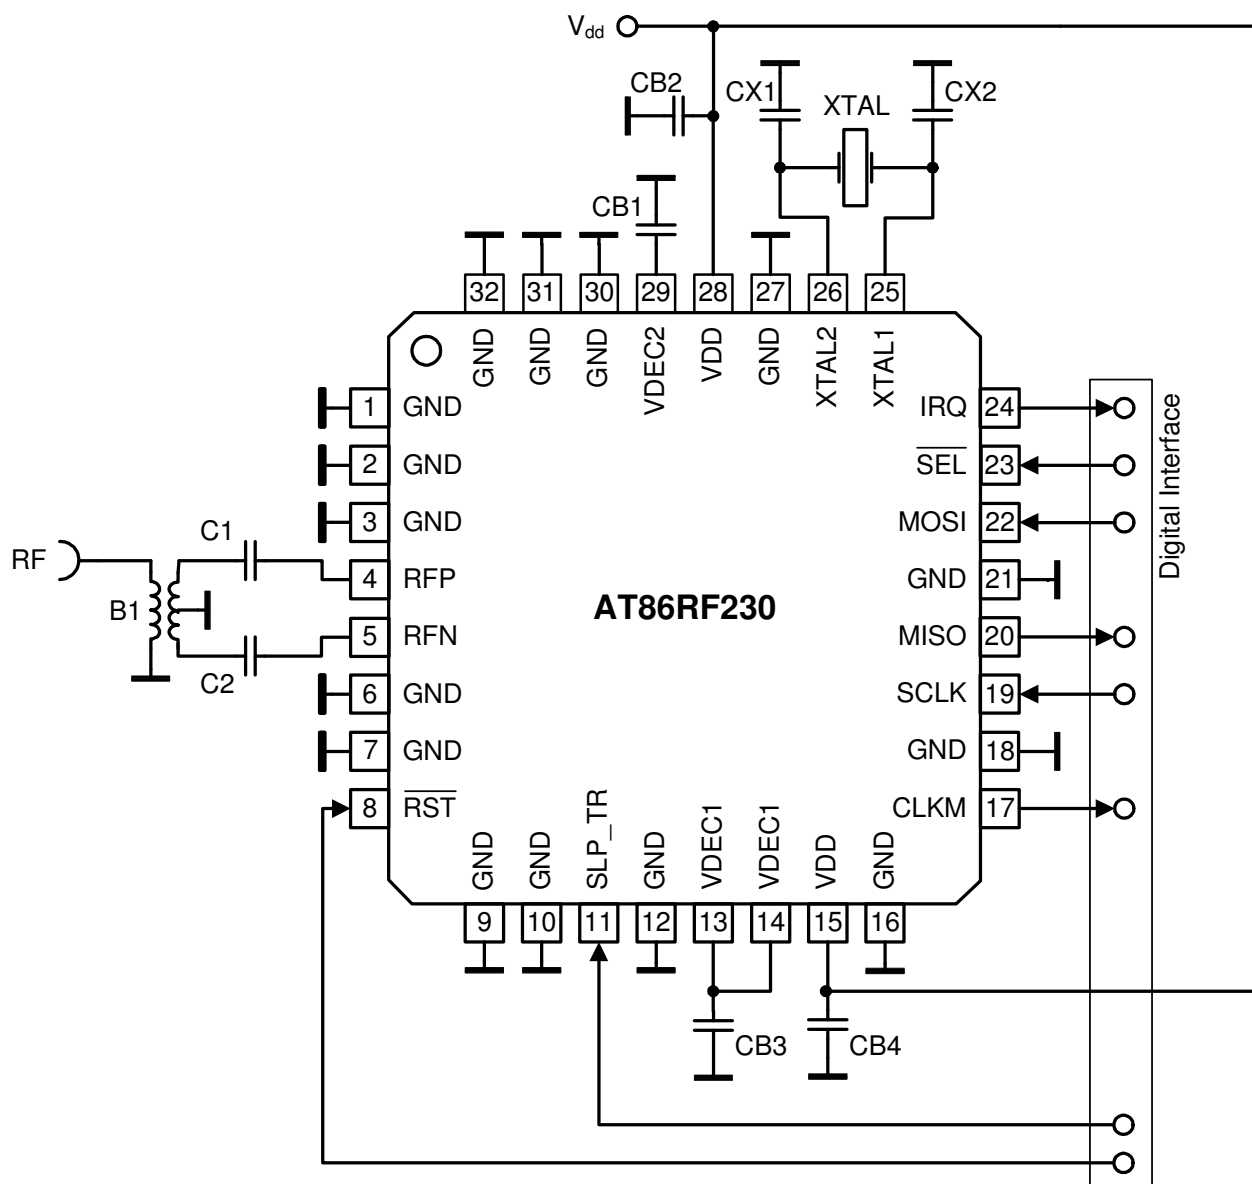 Vdd
CB2
CX1
XTAL
CX2
CB1
32 31 30 29 28 27 26 25
GND GND GND VDEC2 VDD GND XTAL2 XTAL1
1 GND
2 GND
3 GND
4 RFP
5 RFN
6 GND
7 GND
8 RST
RF
B1
C1
C2
AT86RF230
IRQ 24
SEL 23
MOSI 22
GND 21
MISO 20
SCLK 19
GND 18
CLKM 17
Digital Interface
GND GND SLP_TR GND VDEC1 VDEC1 VDD GND
9 10 11 12 13 14 15 16
CB3
CB4